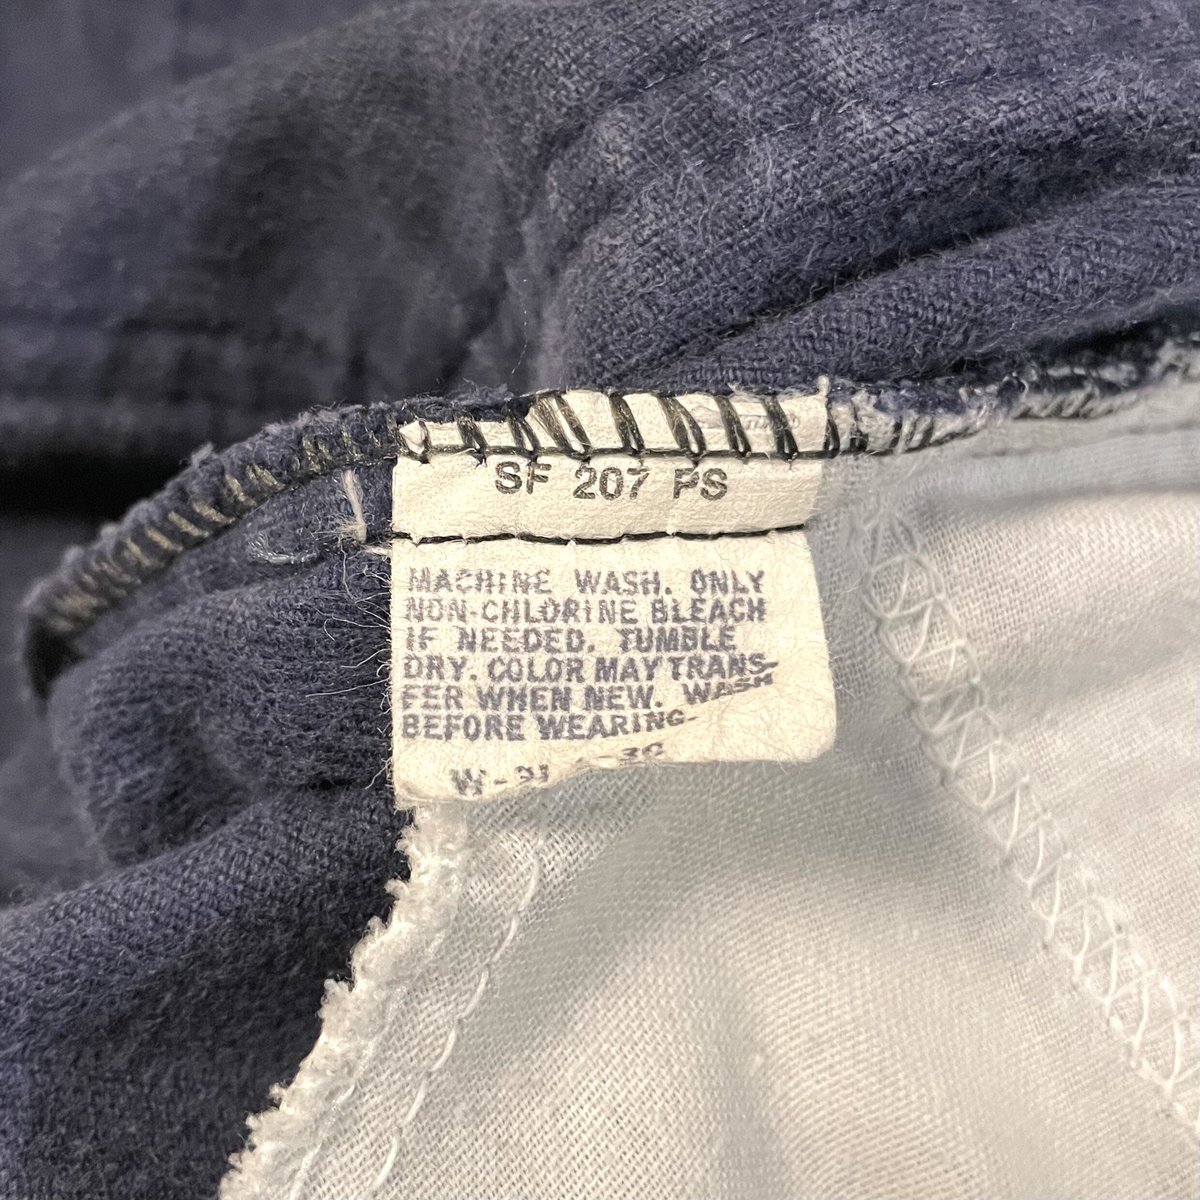 SF 207 PS
MACHINE WASH. ONLY
NON-CHLORINE BLEACH
IF NEEDED. TUMBLE
DRY. COLOR MAY TRANS-
FER WHEN NEW. WASH
BEFORE WEARING.